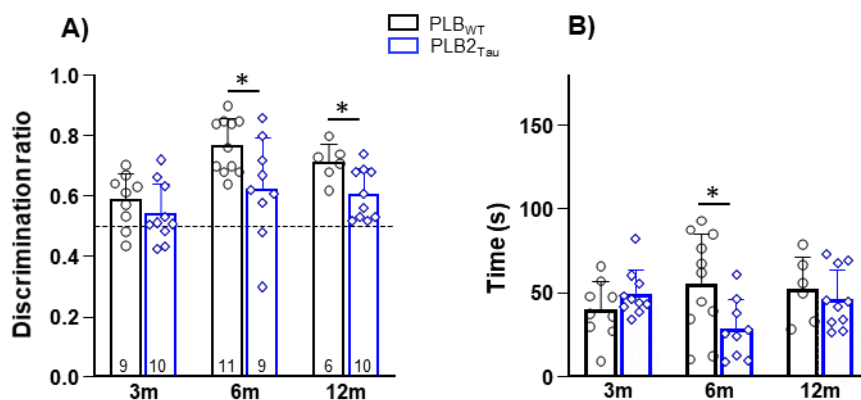 A)
PLBWT
PLB2Tau
B)
Discrimination ratio
1.0
0.8
0.6
0.4
0.2
0.0
*
*
9
10
11
9
6
10
3m
6m
12m
Time (s)
150
100
50
0
*
3m
6m
12m